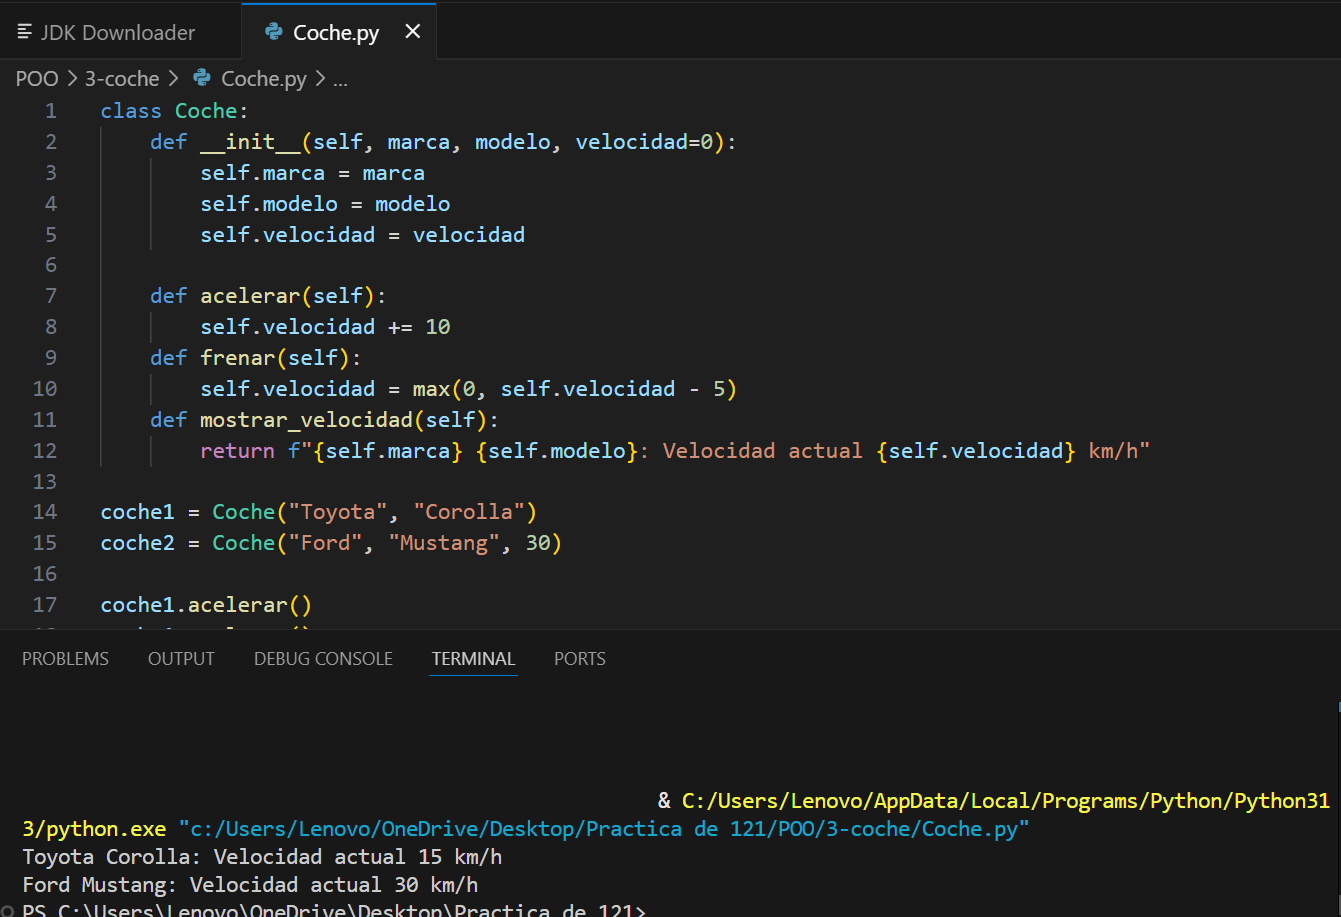 JDK Downloader
Coche.py
POO > 3-coche > Coche.py > ...
1 class Coche:
2     def __init__(self, marca, modelo, velocidad=0):
3         self.marca = marca
4         self.modelo = modelo
5         self.velocidad = velocidad
6
7     def acelerar(self):
8         self.velocidad += 10
9     def frenar(self):
10         self.velocidad = max(0, self.velocidad - 5)
11     def mostrar_velocidad(self):
12         return f"{self.marca} {self.modelo}: Velocidad actual {self.velocidad} km/h"
13
14 coche1 = Coche("Toyota", "Corolla")
15 coche2 = Coche("Ford", "Mustang", 30)
16
17 coche1.acelerar()
PROBLEMS OUTPUT DEBUG CONSOLE TERMINAL PORTS
& C:/Users/Lenovo/AppData/Local/Programs/Python/Python31
3/python.exe "c:/Users/Lenovo/OneDrive/Desktop/Practica de 121/POO/3-coche/Coche.py"
Toyota Corolla: Velocidad actual 15 km/h
Ford Mustang: Velocidad actual 30 km/h
PS C:\Users\Lenovo\OneDrive\Desktop\Practica de 121>